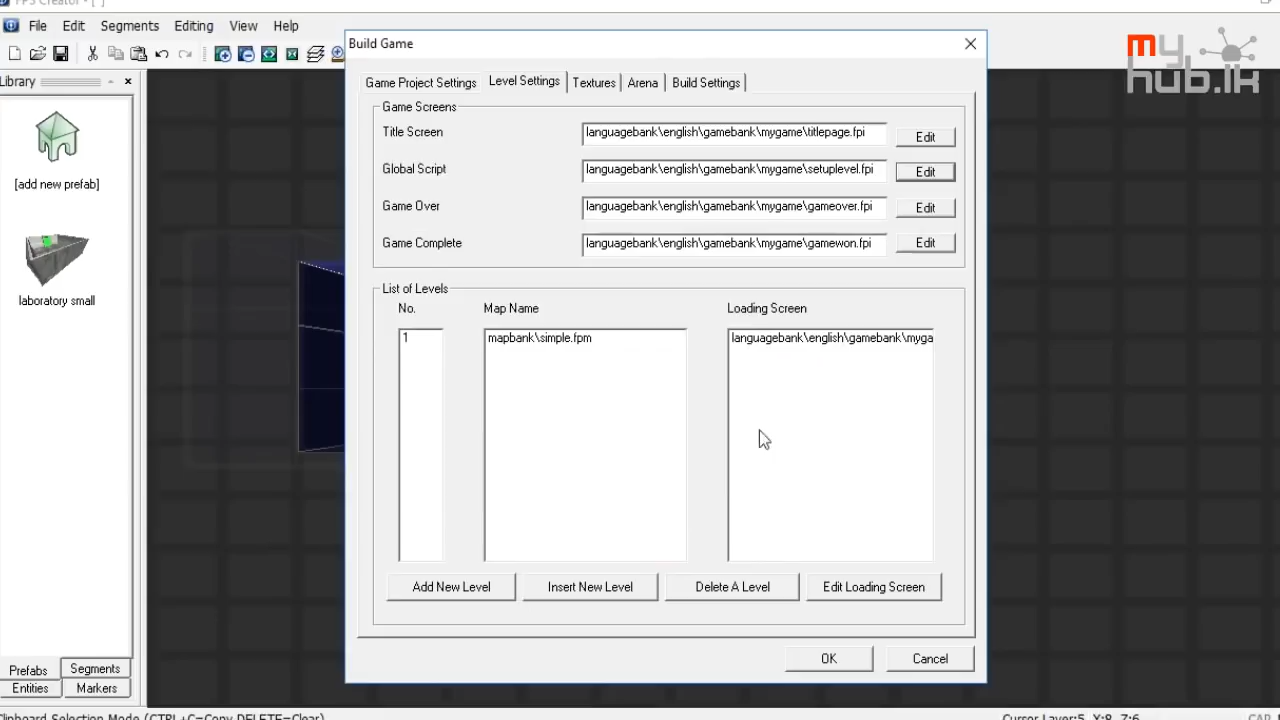 FPS Creator - [ ]
File Edit Segments Editing View Help
my
hub.lk
Library
[add new prefab]
laboratory small
Prefabs Segments
Entities Markers
Build Game
Game Project Settings Level Settings Textures Arena Build Settings
Game Screens
Title Screen languagebank\english\gamebank\mygame\titlepage.fpi Edit
Global Script languagebank\english\gamebank\mygame\setuplevel.fpi Edit
Game Over languagebank\english\gamebank\mygame\gameover.fpi Edit
Game Complete languagebank\english\gamebank\mygame\gamewon.fpi Edit
List of Levels
No. Map Name Loading Screen
1 mapbank\simple.fpm languagebank\english\gamebank\myga
Add New Level Insert New Level Delete A Level Edit Loading Screen
OK Cancel
Clipboard Selection Mode (CTRL+C=Copy DELETE=Clear) Cursor Layer:5 X:8 Z:6 CAP